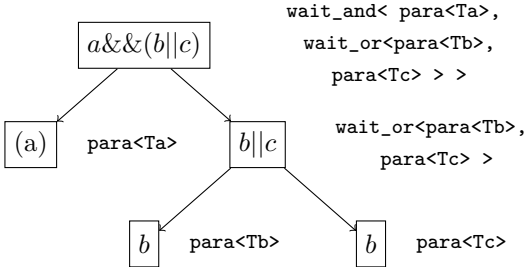 a&&(b||c)
wait_and< para<Ta>,
wait_or<para<Tb>,
para<Tc> > >
(a)
para<Ta>
b||c
wait_or<para<Tb>,
para<Tc> >
b
para<Tb>
b
para<Tc>